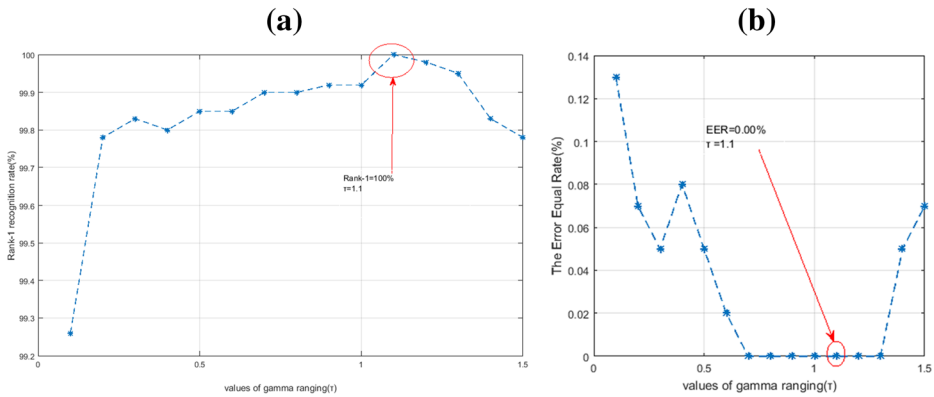 (a)
100
99.9
99.8
99.7
99.6
99.5
99.4
99.3
99.2
0
0.5
1
1.5
Rank-1 recognition rate(%)
values of gamma ranging(τ)
Rank-1=100%
τ=1.1
(b)
0.14
0.12
0.1
0.08
0.06
0.04
0.02
0
0
0.5
1
1.5
The Error Equal Rate(%)
values of gamma ranging(τ)
EER=0.00%
τ =1.1